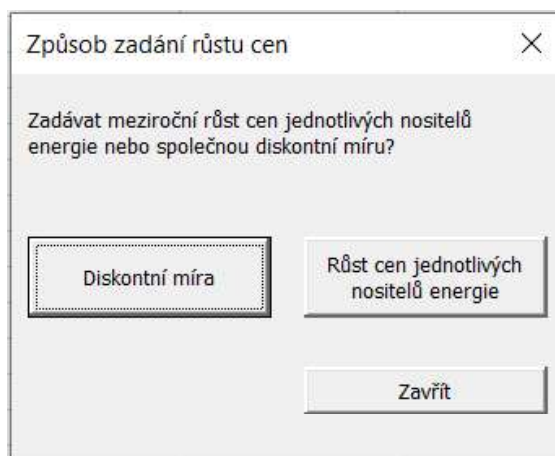 Způsob zadání růstu cen
Zadávat meziroční růst cen jednotlivých nositelů
energie nebo společnou diskontní míru?
Diskontní míra
Růst cen jednotlivých
nositelů energie
Zavřít